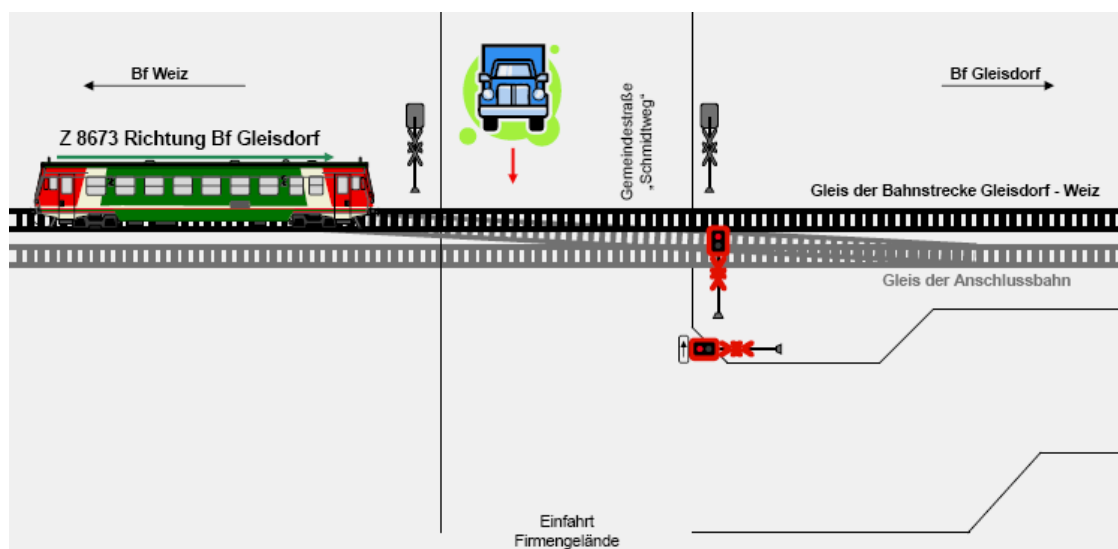 Bf Weiz
Bf Gleisdorf
Z 8673 Richtung Bf Gleisdorf
Gemeindestraße
„Schmidtweg“
Gleis der Bahnstrecke Gleisdorf - Weiz
Gleis der Anschlussbahn
Einfahrt
Firmengelände